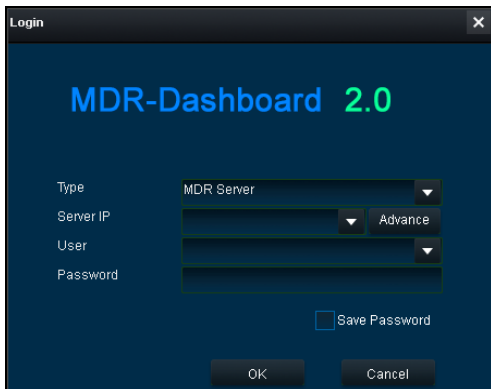 Login
MDR-Dashboard 2.0
Type MDR Server
Server IP Advance
User
Password
Save Password
OK Cancel